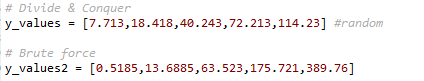 # Divide & Conquer
y_values = [7.713,18.418,40.243,72.213,114.23] #random
# Brute force
y_values2 = [0.5185,13.6885,63.523,175.721,389.76]